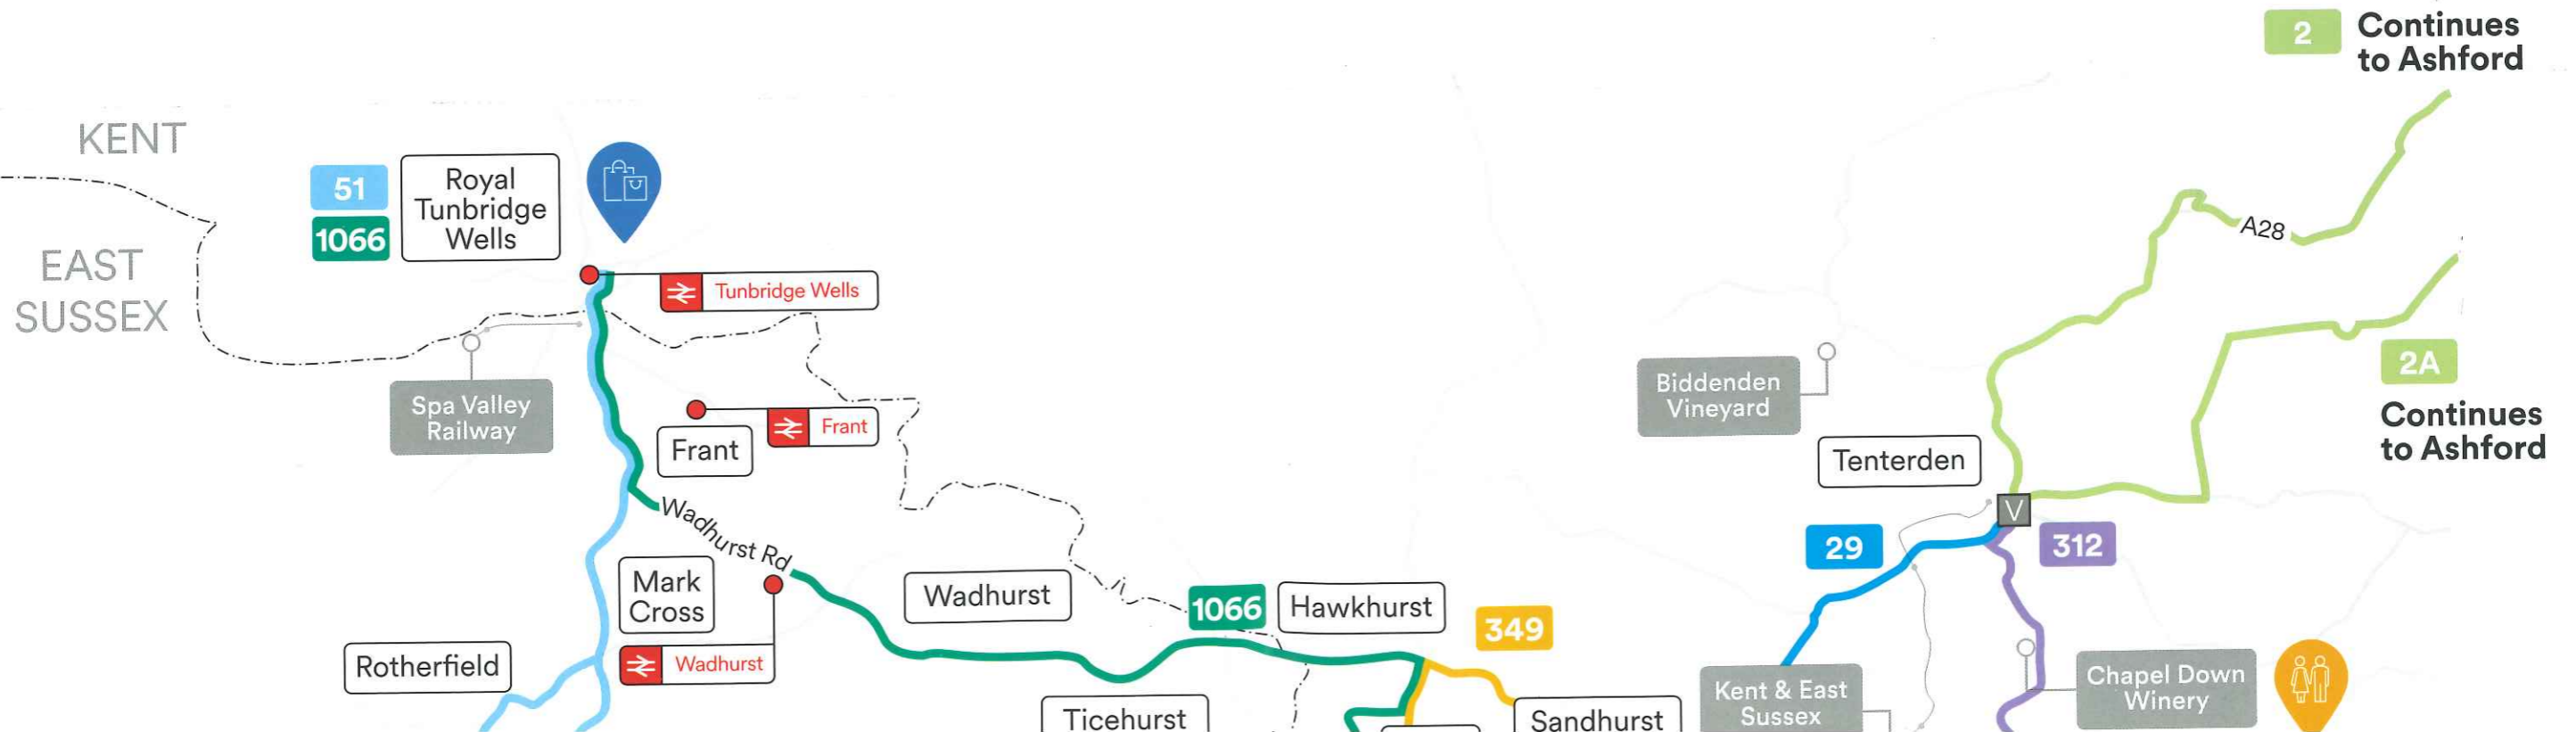 2
Continues
to Ashford
KENT
EAST
SUSSEX
51
1066
Royal
Tunbridge
Wells
Tunbridge Wells
A28
Spa Valley
Railway
Frant
Frant
Biddenden
Vineyard
2A
Continues
to Ashford
Tenterden
V
Wadhurst Rd
29
312
Mark
Cross
Wadhurst
1066
Hawkhurst
349
Rotherfield
Wadhurst
Chapel Down
Winery
Kent & East
Sussex
Ticehurst
Sandhurst